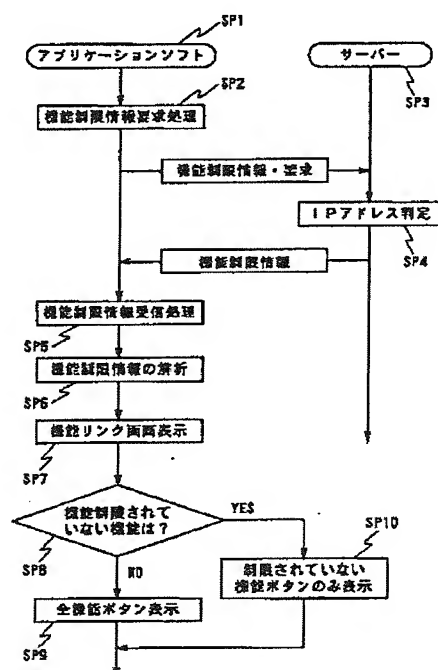 SP1
アプリケーションソフト
サーバー
SP2
SP3
機能制限情報要求処理
機能制限情報・要求
IPアドレス判定
SP4
機能制限情報
機能制限情報受信処理
SP5
機能制限情報の解析
SP6
機能リンク画面表示
SP7
機能制限されて
いない機能は?
YES
SP10
SP8
NO
制限されていない
機能ボタンのみ表示
全機能ボタン表示
SP9